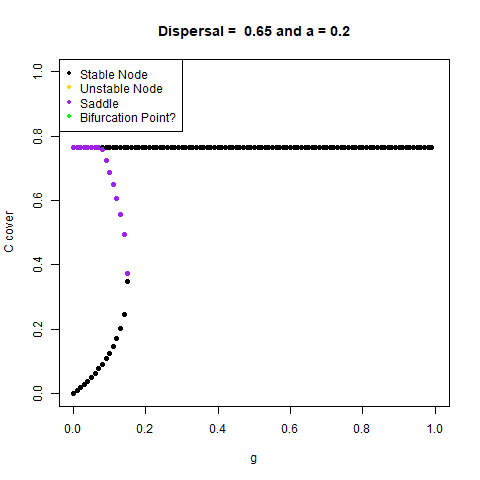 Dispersal =  0.65 and a = 0.2
Stable Node
Unstable Node
Saddle
Bifurcation Point?
C cover
1.0
0.8
0.6
0.4
0.2
0.0
0.0 0.2 0.4 0.6 0.8 1.0
g